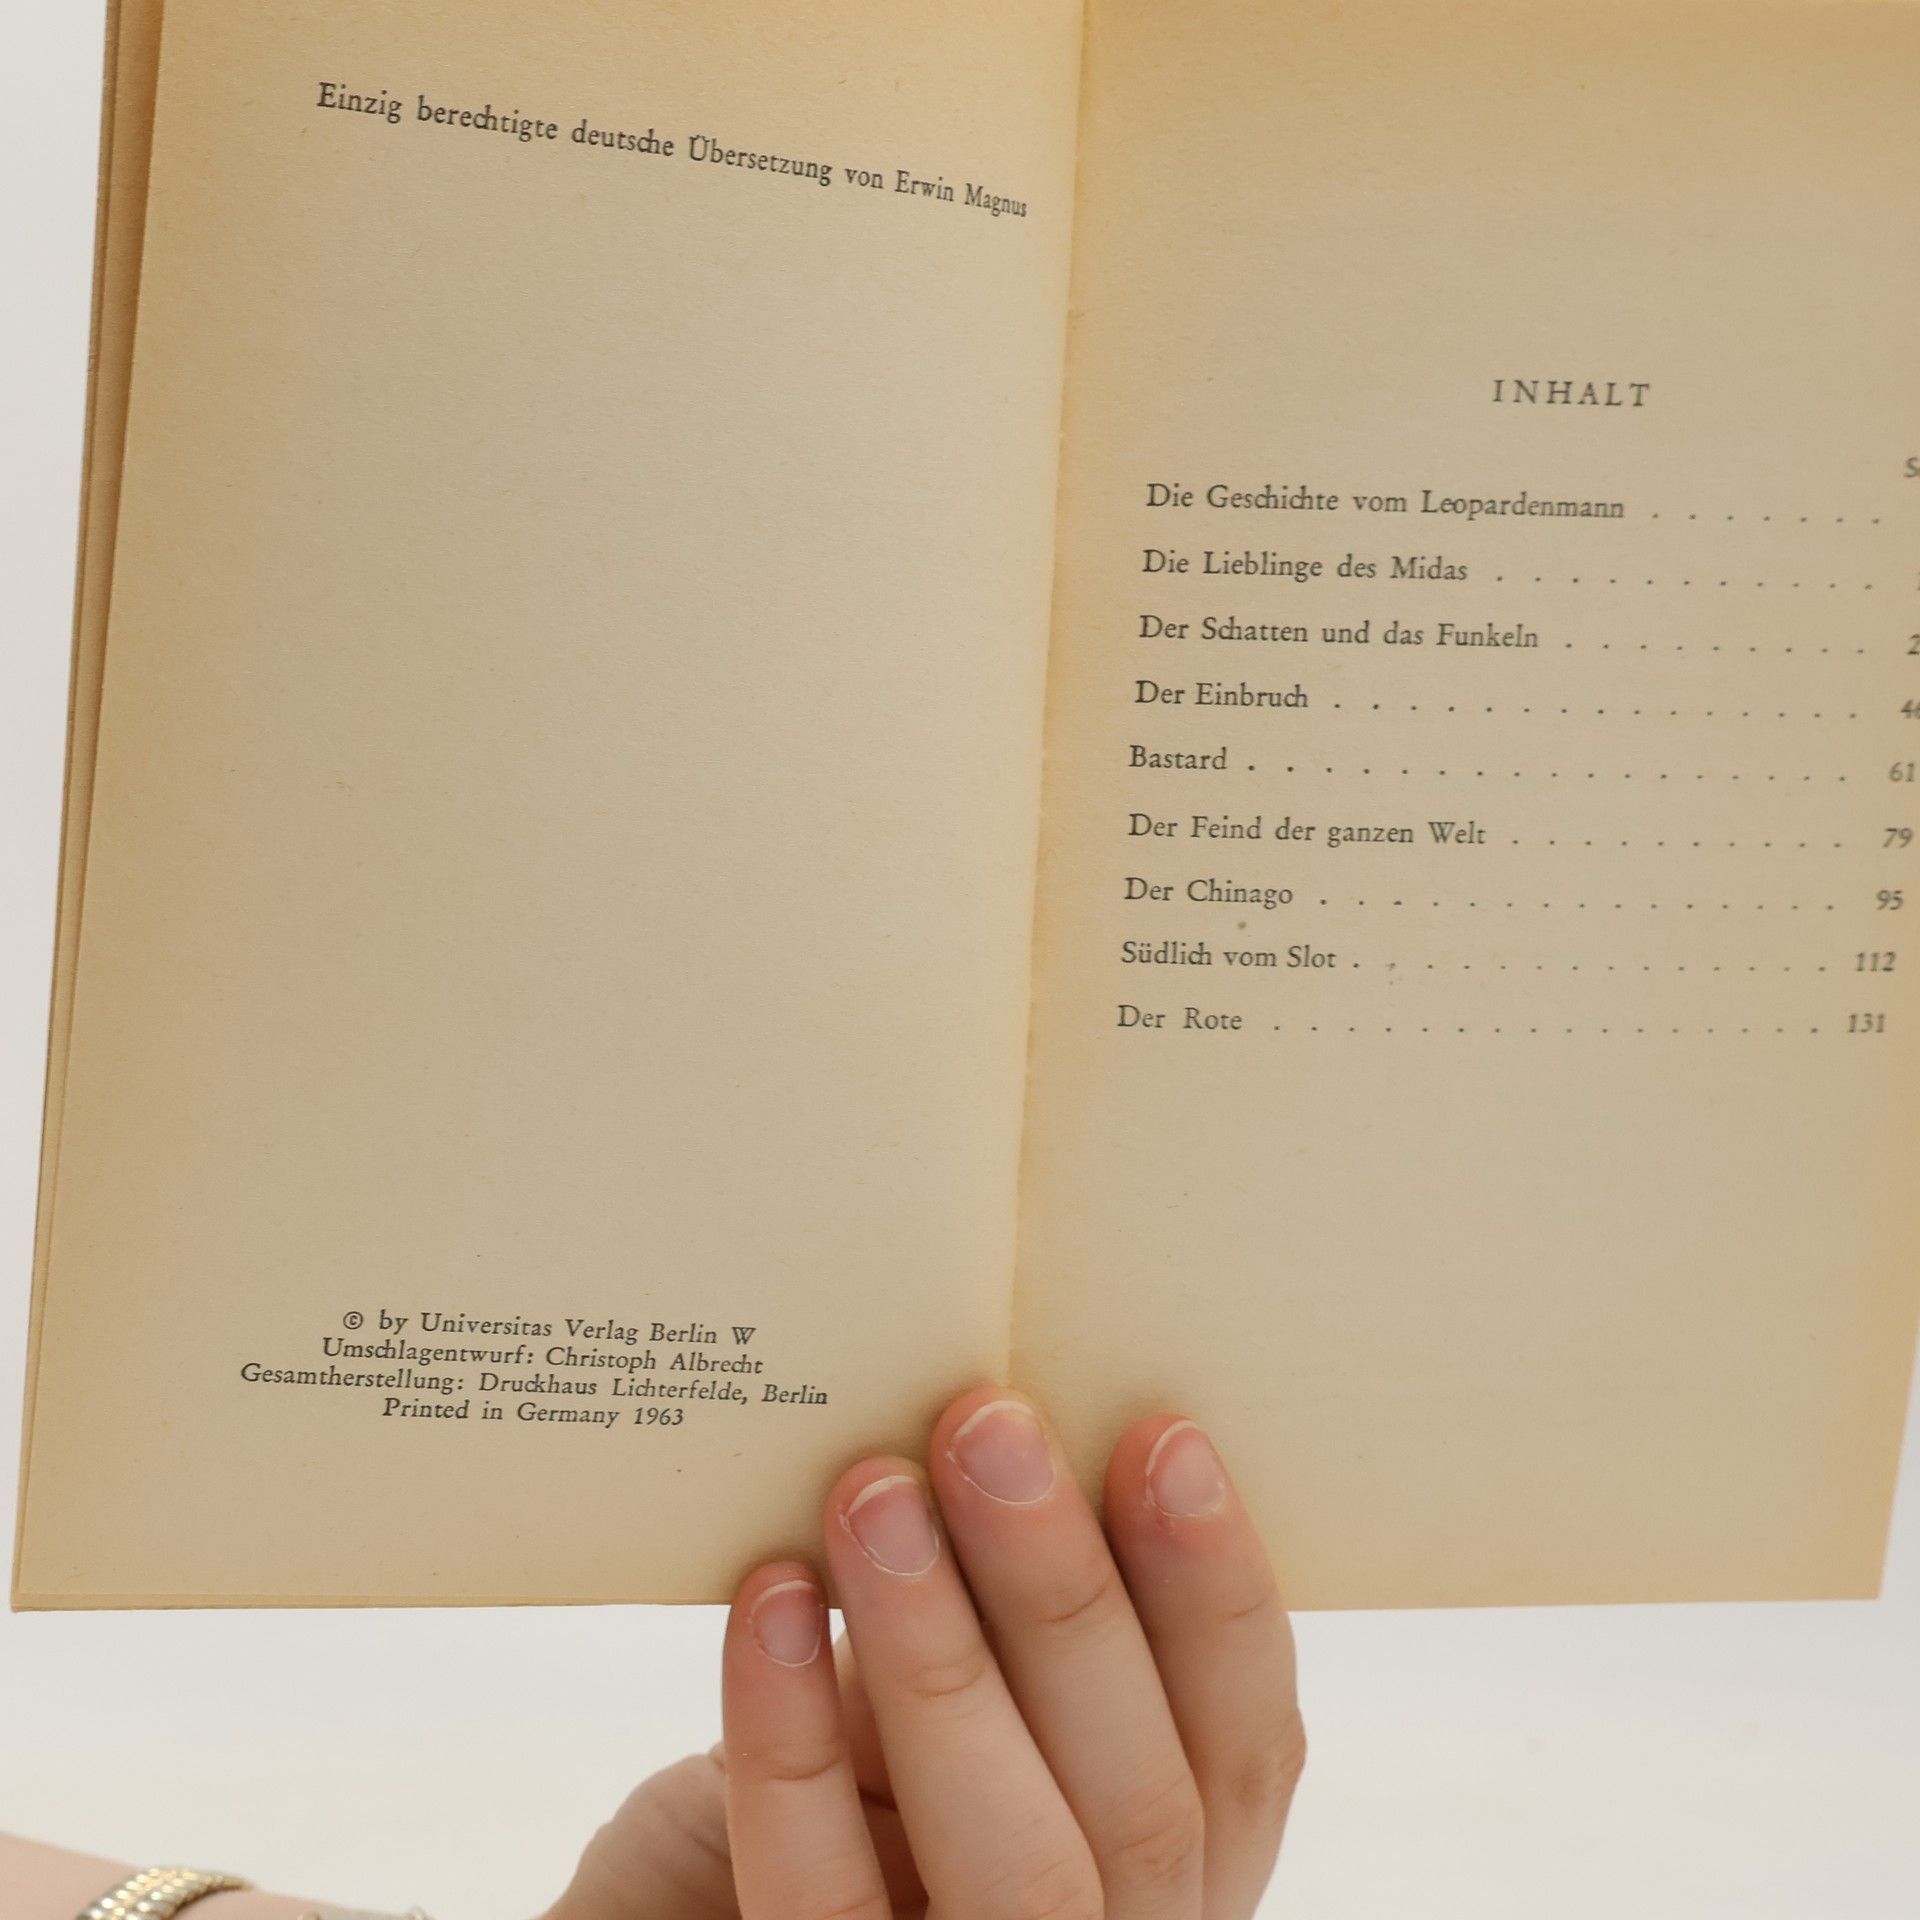 Einzig berechtigte deutsche Übersetzung von Erwin Magnus
© by Universitas Verlag Berlin W
Umschlagentwurf: Christoph Albrecht
Gesamtherstellung: Druckhaus Lichterfelde, Berlin
Printed in Germany 1963
INHALT
Die Geschichte vom Leopardenmann . . . . . . .
Die Lieblinge des Midas . . . . . . . . . . .
Der Schatten und das Funkeln . . . . . . . . .
Der Einbruch . . . . . . . . . . . . . . . 46
Bastard . . . . . . . . . . . . . . . . . 61
Der Feind der ganzen Welt . . . . . . . . . . 79
Der Chinago . . . . . . . . . . . . . . . 95
Südlich vom Slot . . . . . . . . . . . . . 112
Der Rote . . . . . . . . . . . . . . . . 131